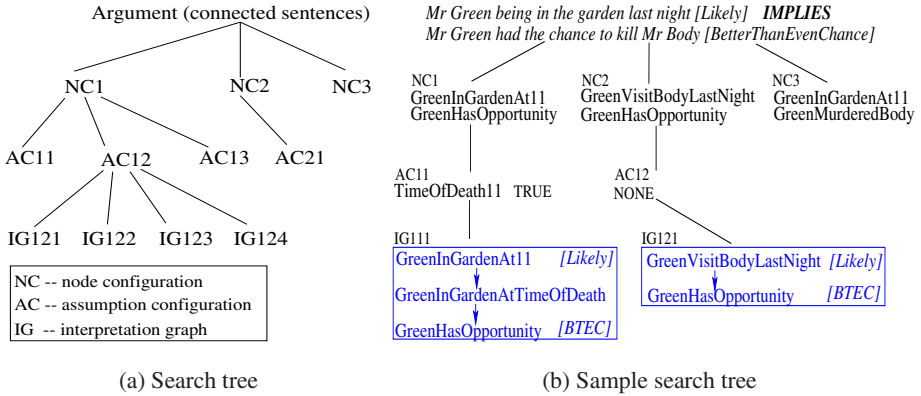 Argument (connected sentences)
NC1
NC2
NC3
AC11
AC12
AC13
AC21
IG121
IG122
IG123
IG124
NC -- node configuration
AC -- assumption configuration
IG -- interpretation graph
(a) Search tree
Mr Green being in the garden last night [Likely] IMPLIES
Mr Green had the chance to kill Mr Body [BetterThanEvenChance]
NC1
GreenInGardenAt11
GreenHasOpportunity
NC2
GreenVisitBodyLastNight
GreenHasOpportunity
NC3
GreenInGardenAt11
GreenMurderedBody
AC11
TimeOfDeath11 TRUE
AC12
NONE
IG111
GreenInGardenAt11 [Likely]
GreenInGardenAtTimeOfDeath
GreenHasOpportunity [BTEC]
IG121
GreenVisitBodyLastNight [Likely]
GreenHasOpportunity [BTEC]
(b) Sample search tree